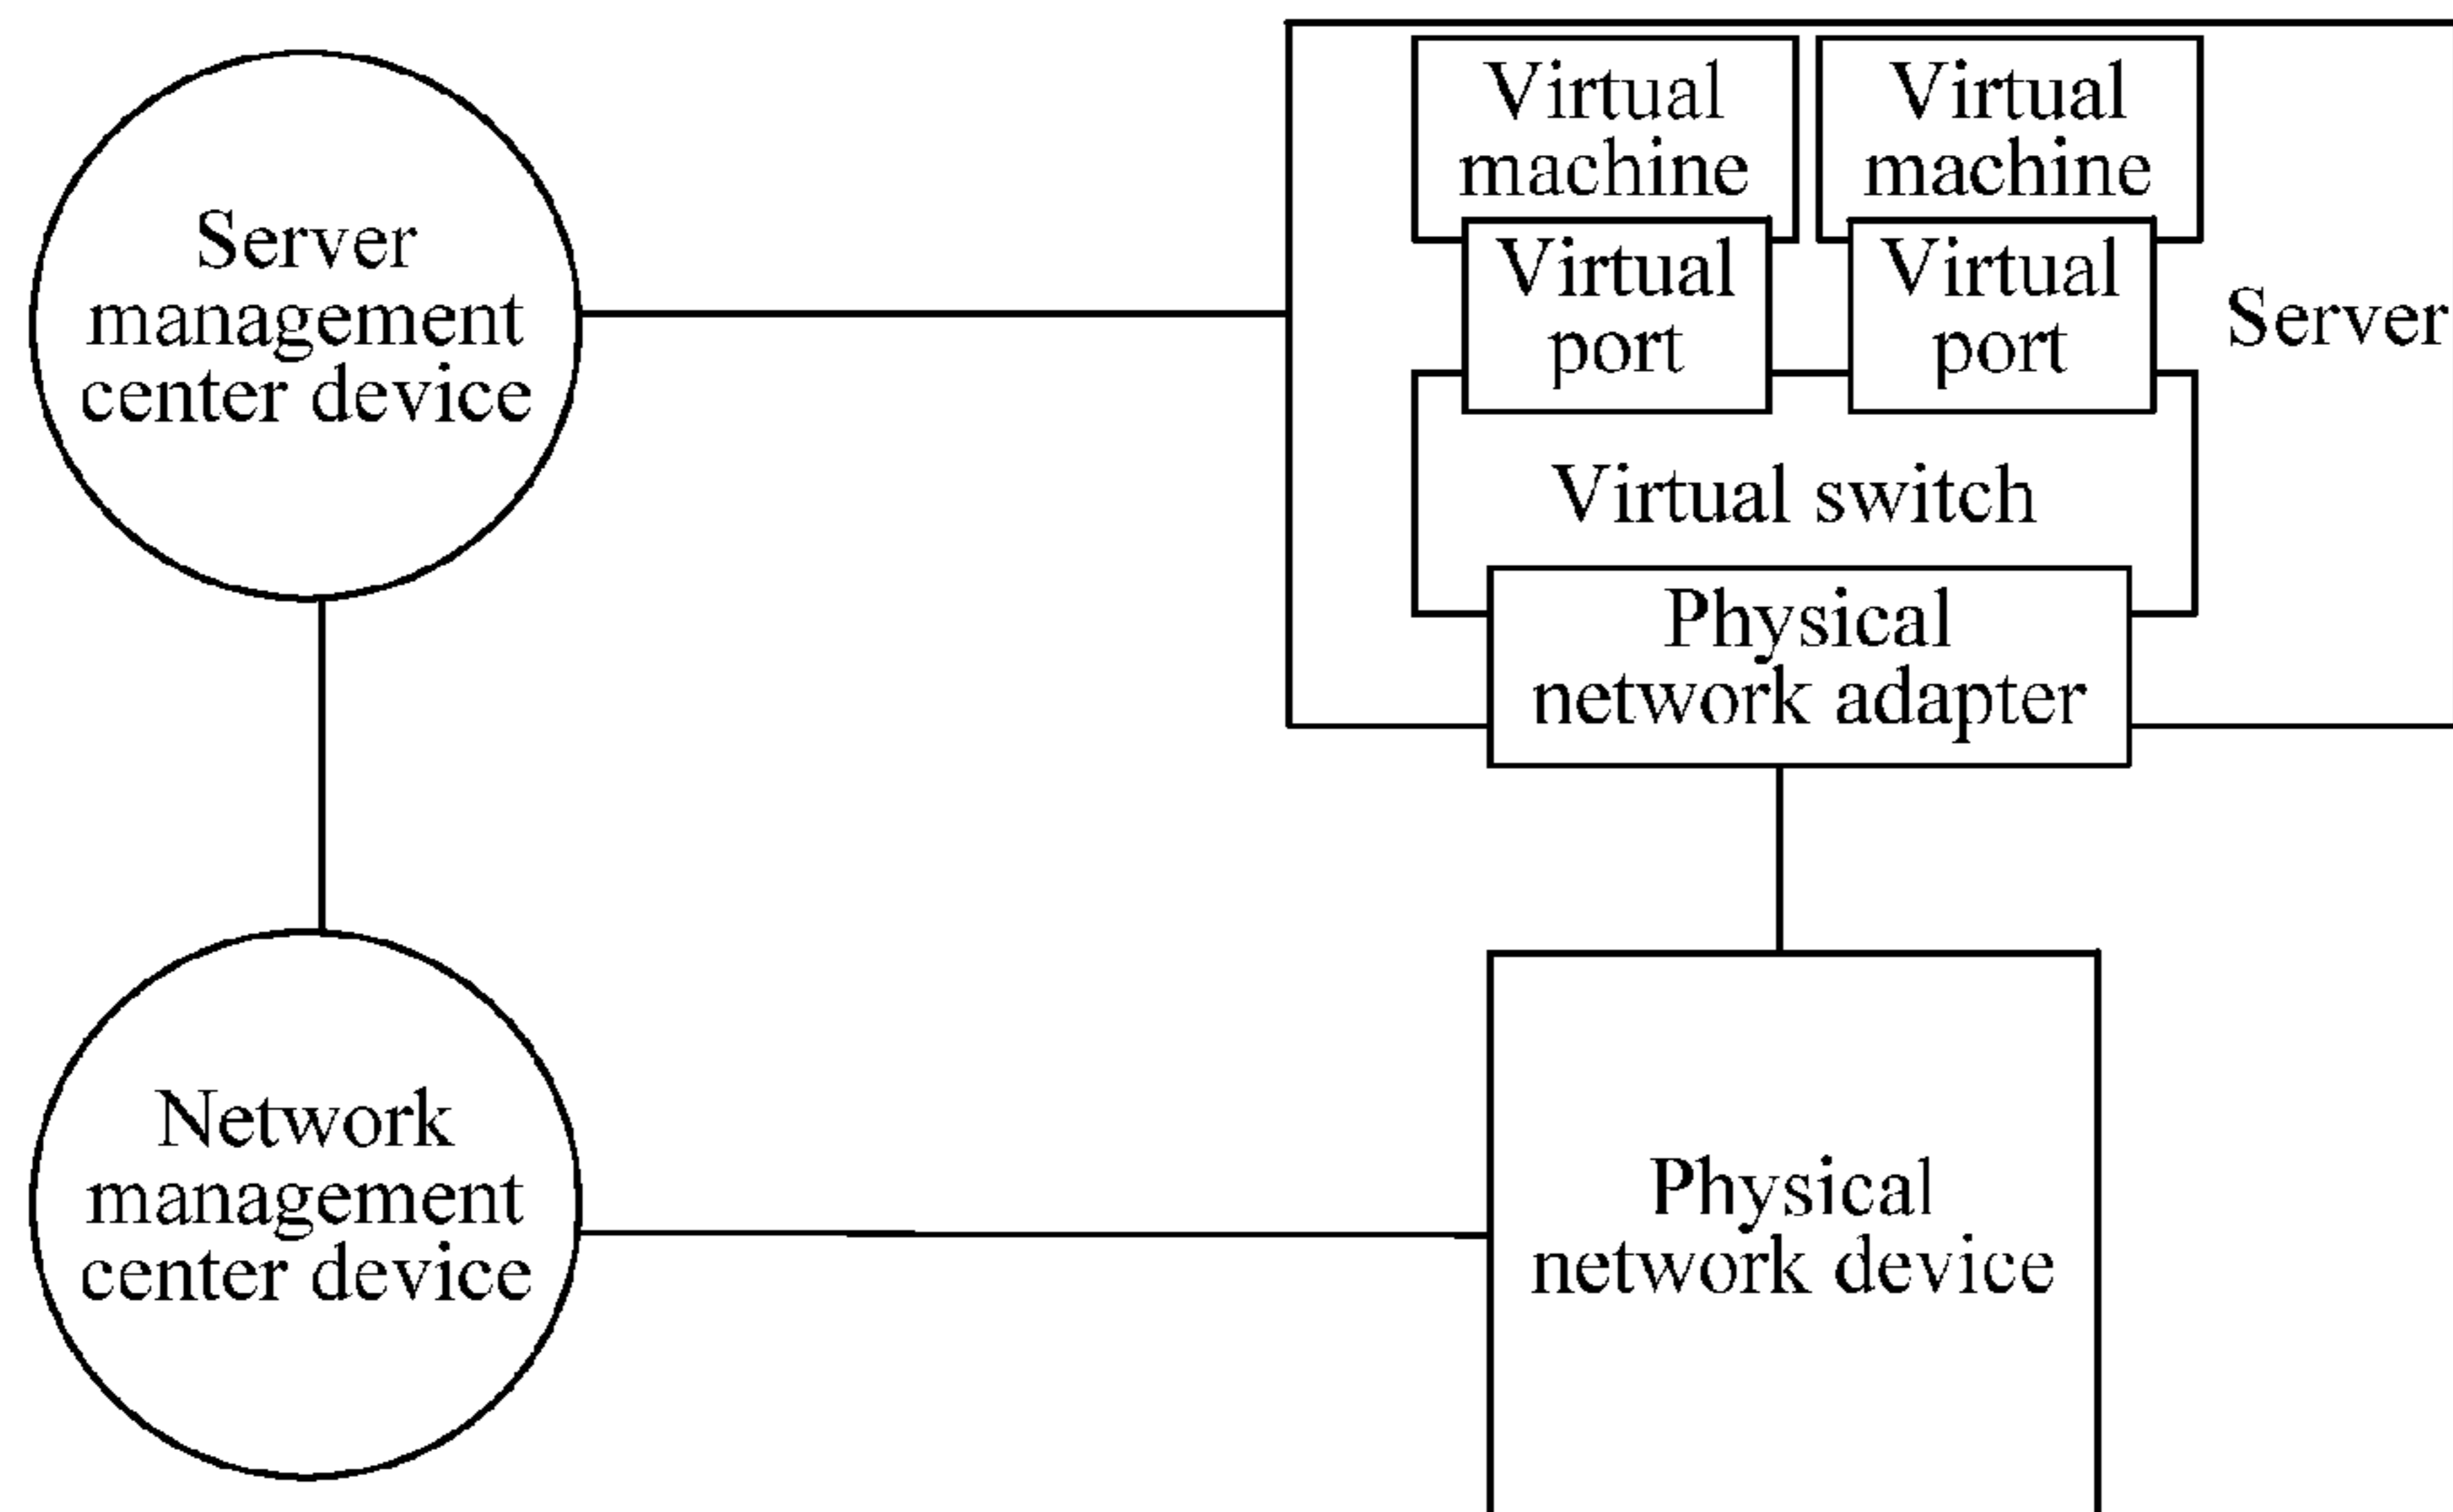 Server
management
center device
Virtual
machine
Virtual
machine
Virtual
port
Virtual
port
Server
Virtual switch
Physical
network adapter
Network
management
center device
Physical
network device